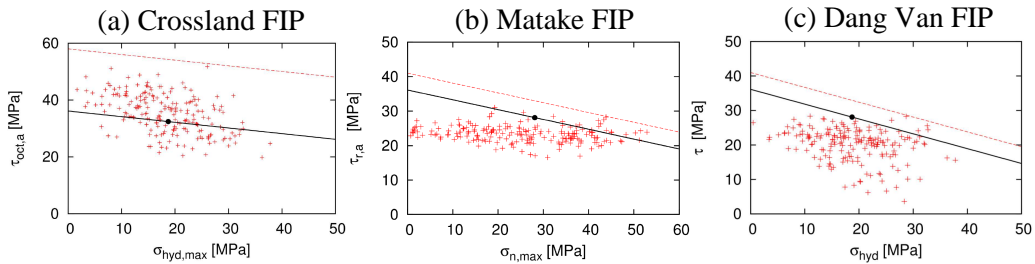 (a) Crossland FIP
(b) Matake FIP
(c) Dang Van FIP
60
40
20
0
0 10 20 30 40 50
τoct,a [MPa]
σhyd,max [MPa]
50
40
30
20
10
0
0 10 20 30 40 50 60
τr,a [MPa]
σn,max [MPa]
50
40
30
20
10
0
0 10 20 30 40 50
τ [MPa]
σhyd [MPa]